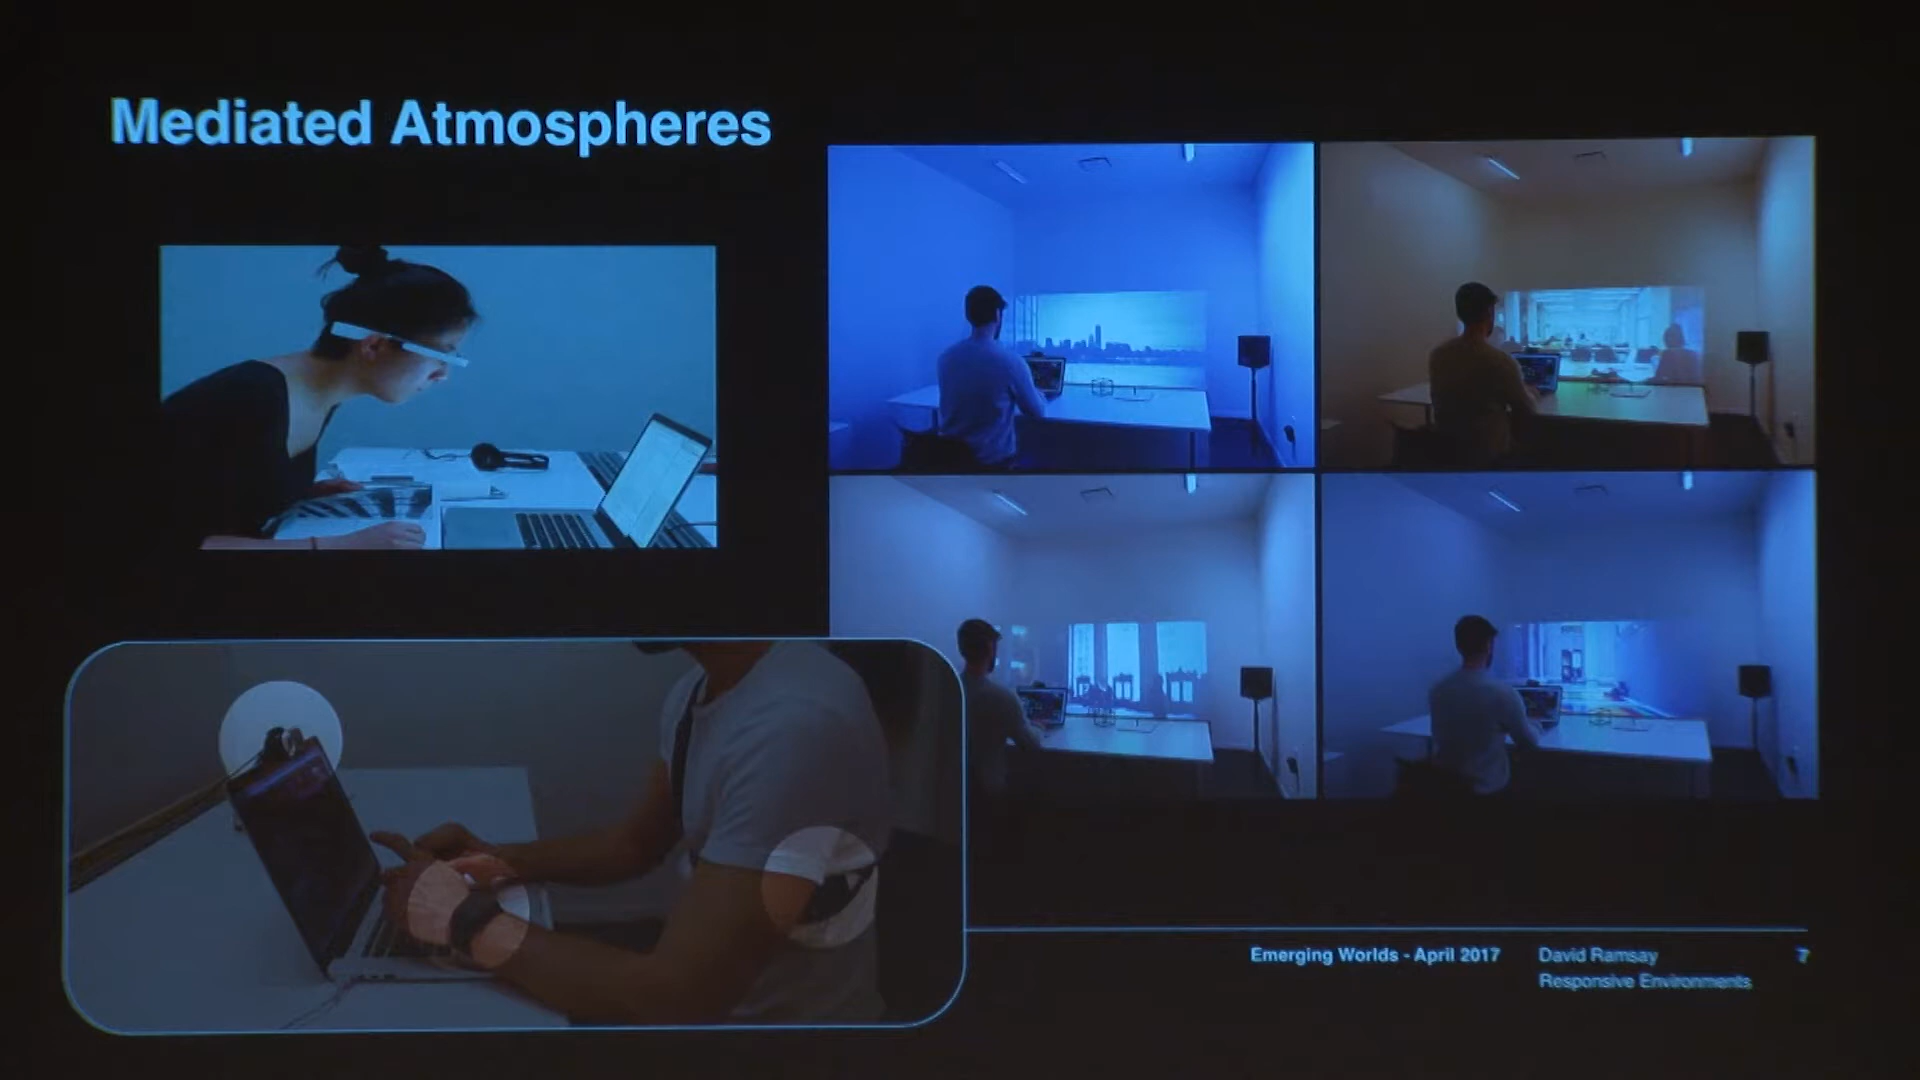 Mediated Atmospheres
Emerging Worlds - April 2017
David Ramsay
7
Responsive Environments